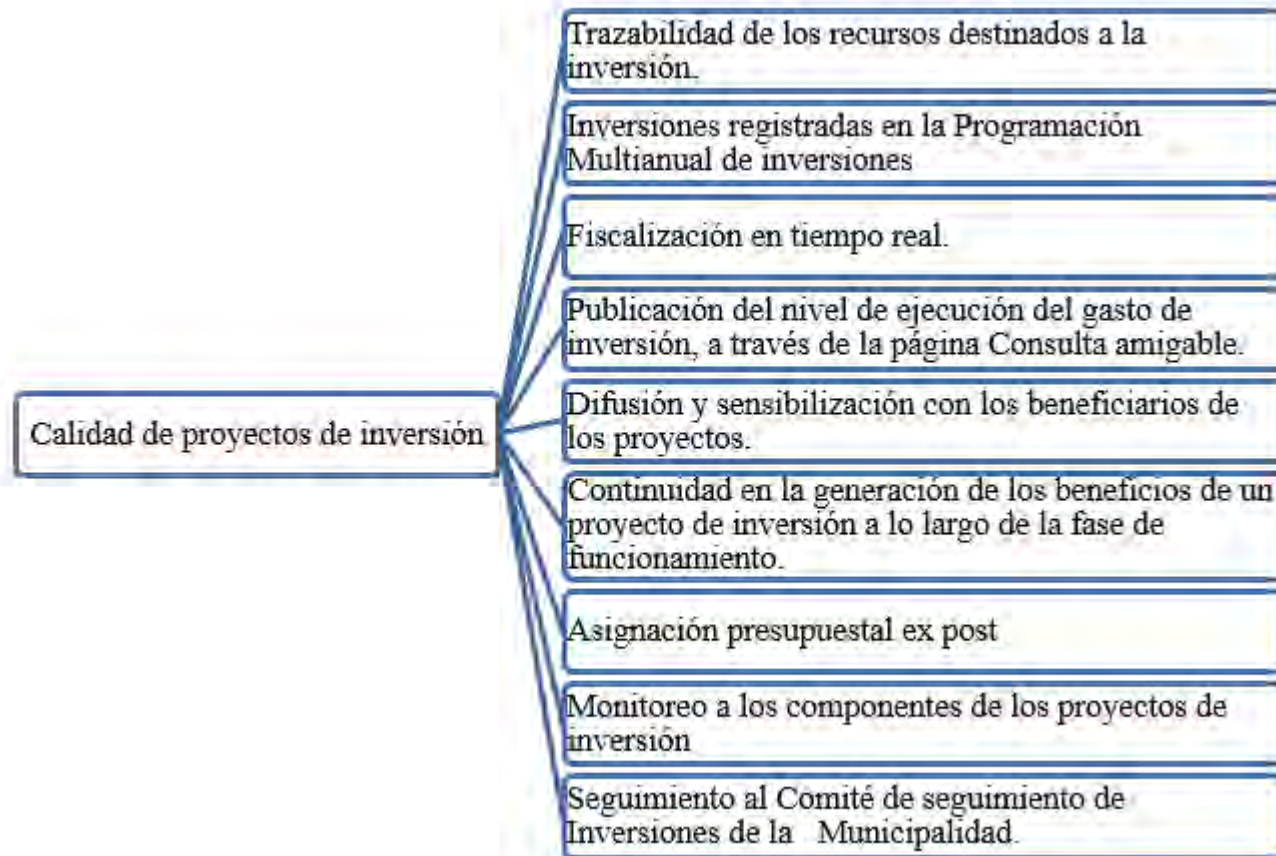 Calidad de proyectos de inversión
Trazabilidad de los recursos destinados a la
inversión.
Inversiones registradas en la Programación
Multianual de inversiones
Fiscalización en tiempo real.
Publicación del nivel de ejecución del gasto de
inversión, a través de la página Consulta amigable.
Difusión y sensibilización con los beneficiarios de
los proyectos.
Continuidad en la generación de los beneficios de un
proyecto de inversión a lo largo de la fase de
funcionamiento.
Asignación presupuestal ex post
Monitoreo a los componentes de los proyectos de
inversión
Seguimiento al Comité de seguimiento de
Inversiones de la Municipalidad.